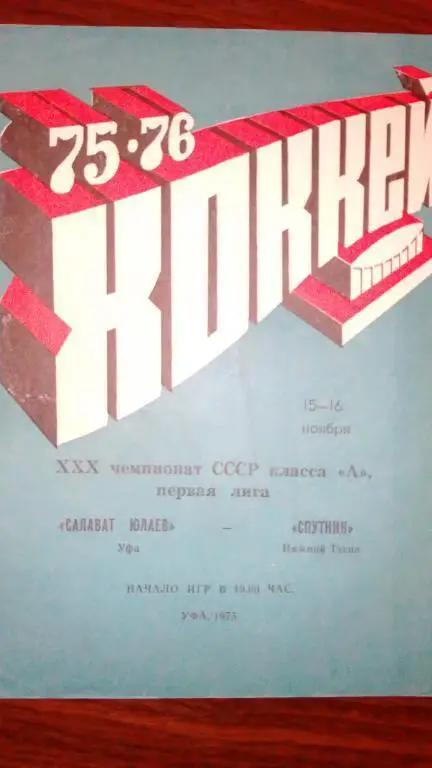 75·76
ХОККЕЙ
15–16
ноября
XXX чемпионат СССР класса «А»,
первая лига
«САЛАВАТ ЮЛАЕВ» – «СПУТНИК»
Уфа Нижний Тагил
НАЧАЛО ИГР В 19.00 ЧАС.
УФА, 1975